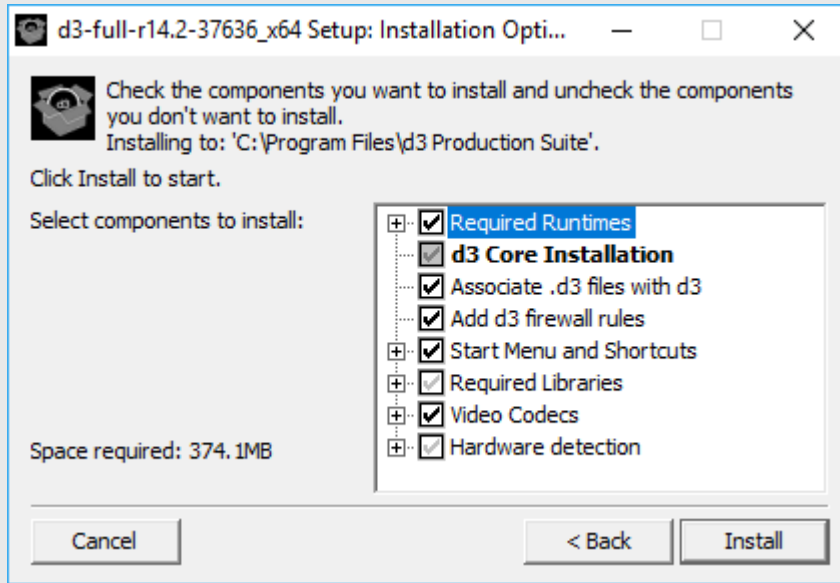 d3-full-r14.2-37636_x64 Setup: Installation Opti...
Check the components you want to install and uncheck the components
you don't want to install.
Installing to: 'C:\Program Files\d3 Production Suite'.
Click Install to start.
Select components to install:
Required Runtimes
d3 Core Installation
Associate .d3 files with d3
Add d3 firewall rules
Start Menu and Shortcuts
Required Libraries
Video Codecs
Hardware detection
Space required: 374.1MB
Cancel
< Back
Install